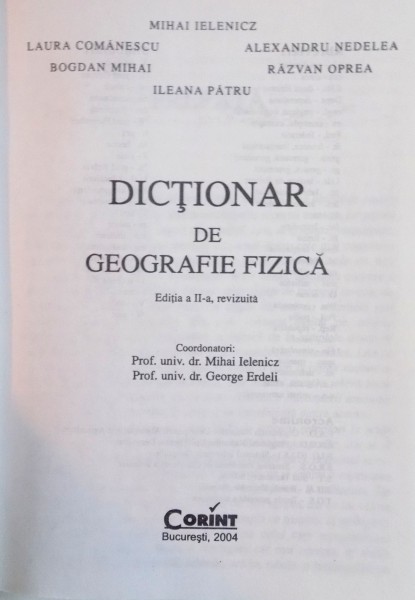 MIHAI IELENICZ
LAURA COMĂNESCU ALEXANDRU NEDELEA
BOGDAN MIHAI RĂZVAN OPREA
ILEANA PĂTRU
DICŢIONAR
DE
GEOGRAFIE FIZICĂ
Ediţia a II-a, revizuită
Coordonatori:
Prof. univ. dr. Mihai Ielenicz
Prof. univ. dr. George Erdeli
CORINT
Bucureşti, 2004